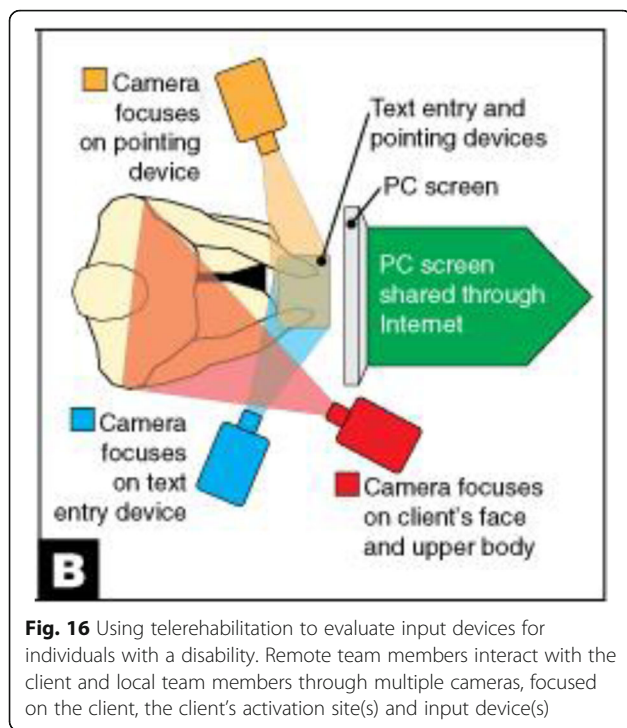 Camera
focuses
on pointing
device
Text entry and
pointing devices
PC screen
PC screen
shared through
Internet
Camera
focuses
on text
entry device
Camera focuses
on client's face
and upper body
B
Fig. 16 Using telerehabilitation to evaluate input devices for
individuals with a disability. Remote team members interact with the
client and local team members through multiple cameras, focused
on the client, the client's activation site(s) and input device(s)